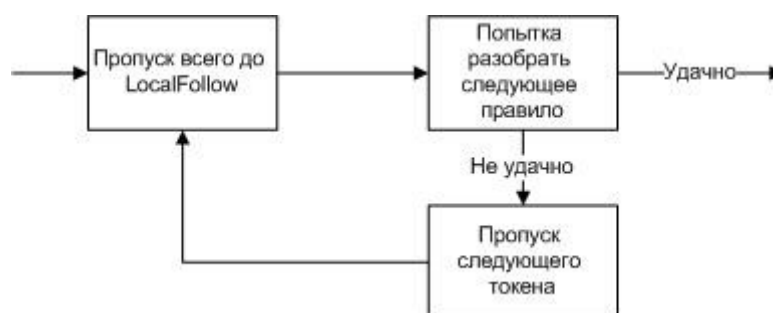 Пропуск всего до
LocalFollow
Попытка
разобрать
следующее
правило
Удачно
Не удачно
Пропуск
следующего
токена